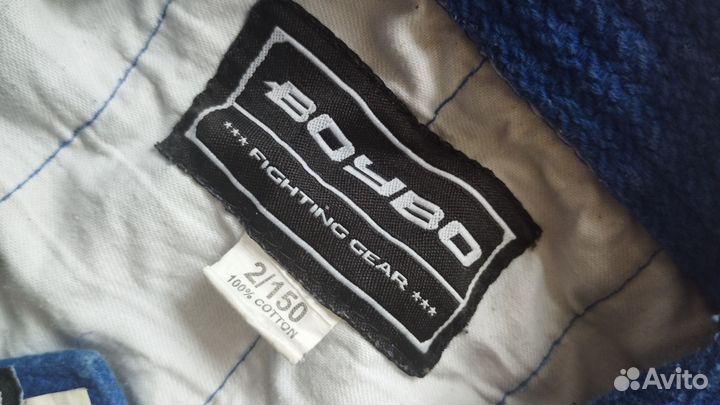 BOYBO
*** FIGHTING GEAR ***
2/150
100% COTTON
Avito